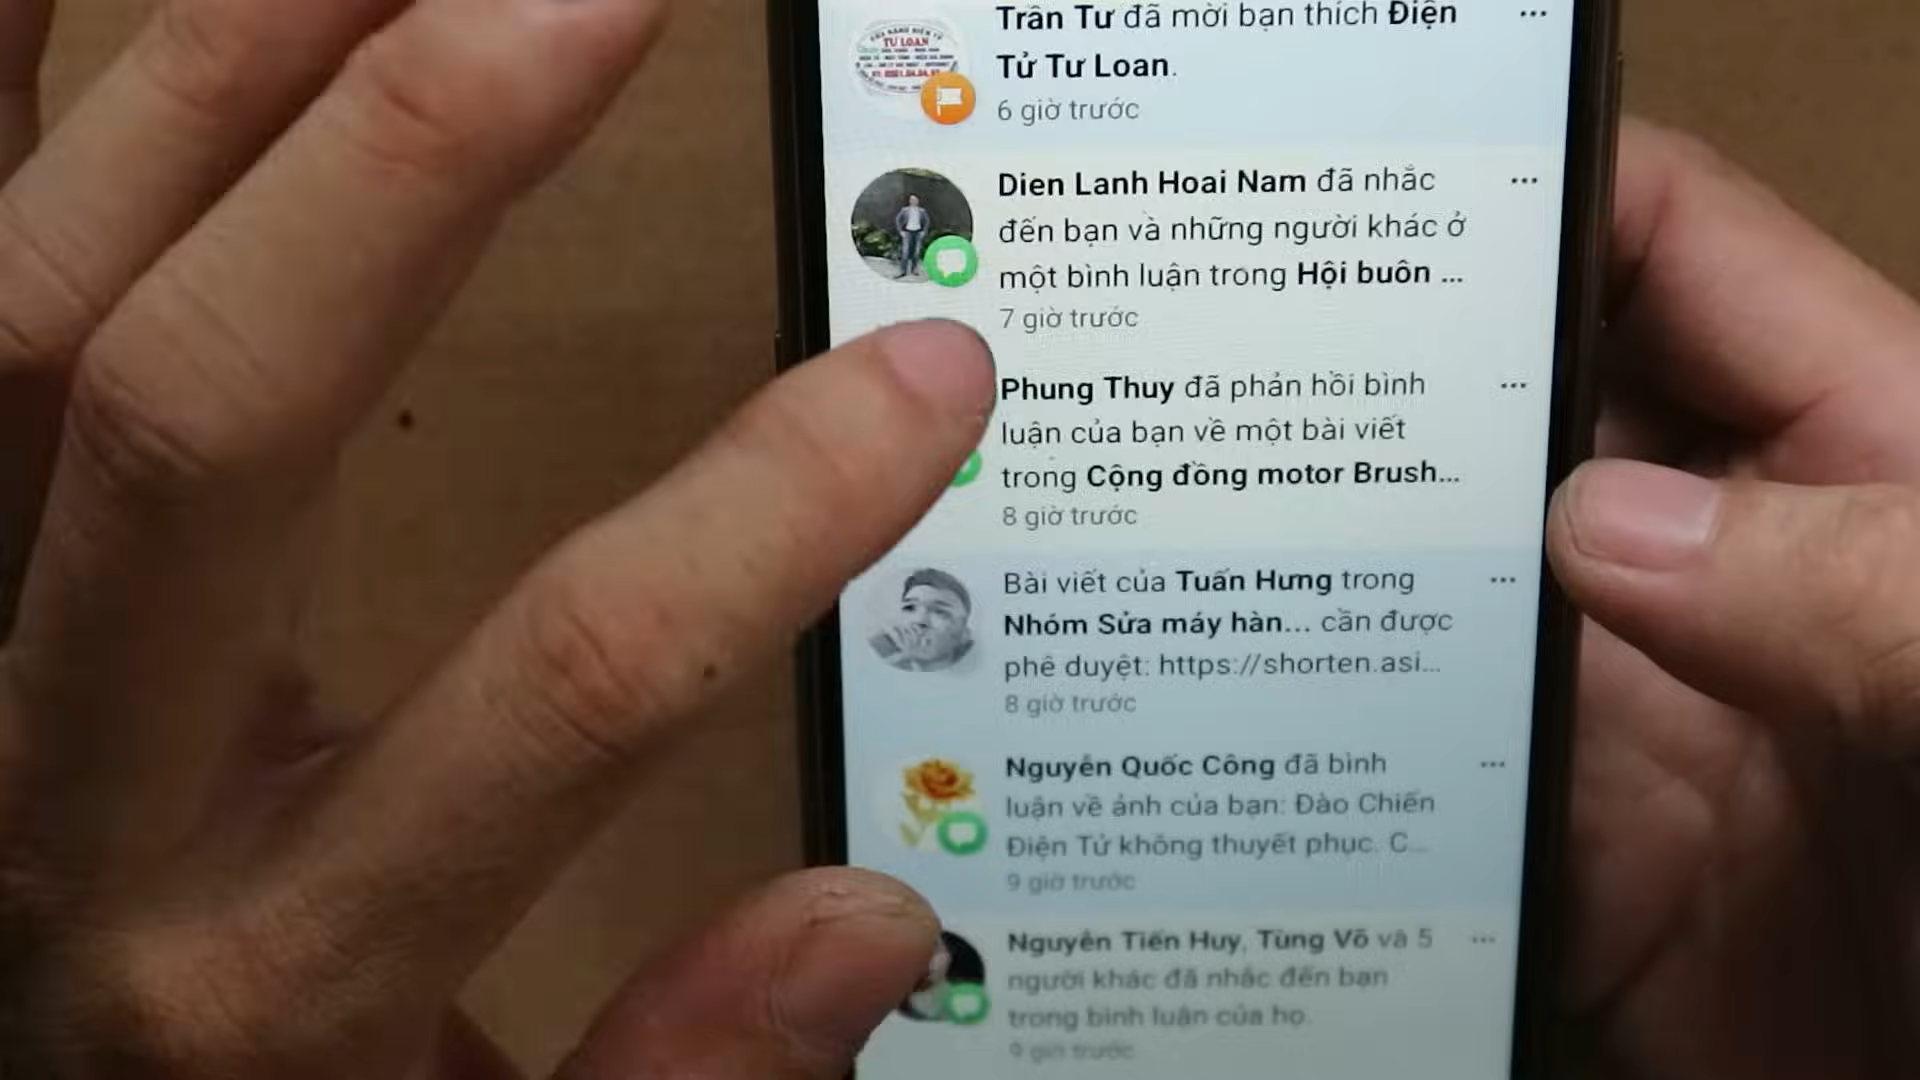 TƯ LOAN
Trần Tư đã mời bạn thích Điện
Tử Tư Loan.
6 giờ trước
Dien Lanh Hoai Nam đã nhắc
đến bạn và những người khác ở
một bình luận trong Hội buôn ...
7 giờ trước
Phung Thuy đã phản hồi bình
luận của bạn về một bài viết
trong Cộng đồng motor Brush...
8 giờ trước
Bài viết của Tuấn Hưng trong
Nhóm Sửa máy hàn... cần được
phê duyệt: https://shorten.asi...
8 giờ trước
Nguyễn Quốc Công đã bình
luận về ảnh của bạn: Đào Chiến
Điện Tử không thuyết phục. C...
9 giờ trước
Nguyễn Tiến Huy, Tùng Võ và 5
người khác đã nhắc đến bạn
trong bình luận của họ.
9 giờ trước